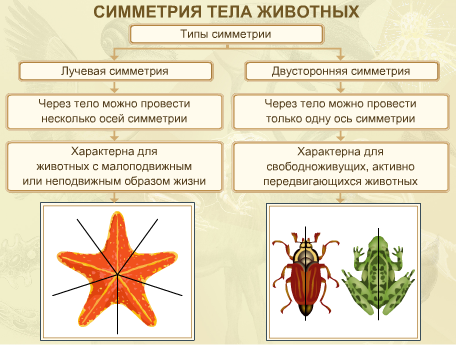 СИММЕТРИЯ ТЕЛА ЖИВОТНЫХ
Типы симметрии
Лучевая симметрия
Двусторонняя симметрия
Через тело можно провести
несколько осей симметрии
Через тело можно провести
только одну ось симметрии
Характерна для
животных с малоподвижным
или неподвижным образом жизни
Характерна для
свободноживущих, активно
передвигающихся животных